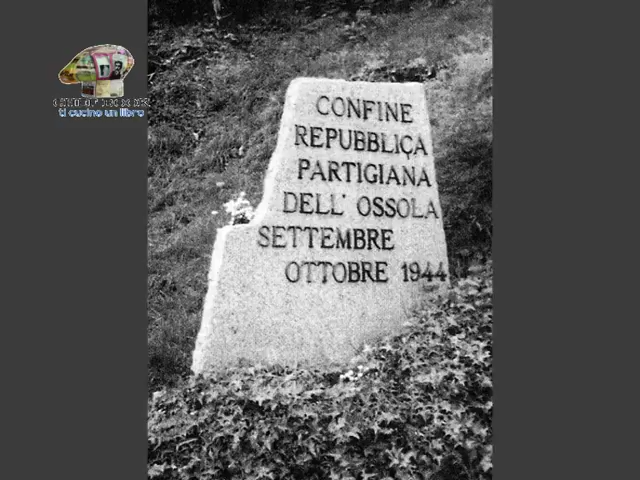 ti cucino un libro
CONFINE
REPUBBLICA
PARTIGIANA
DELL' OSSOLA
SETTEMBRE
OTTOBRE 1944